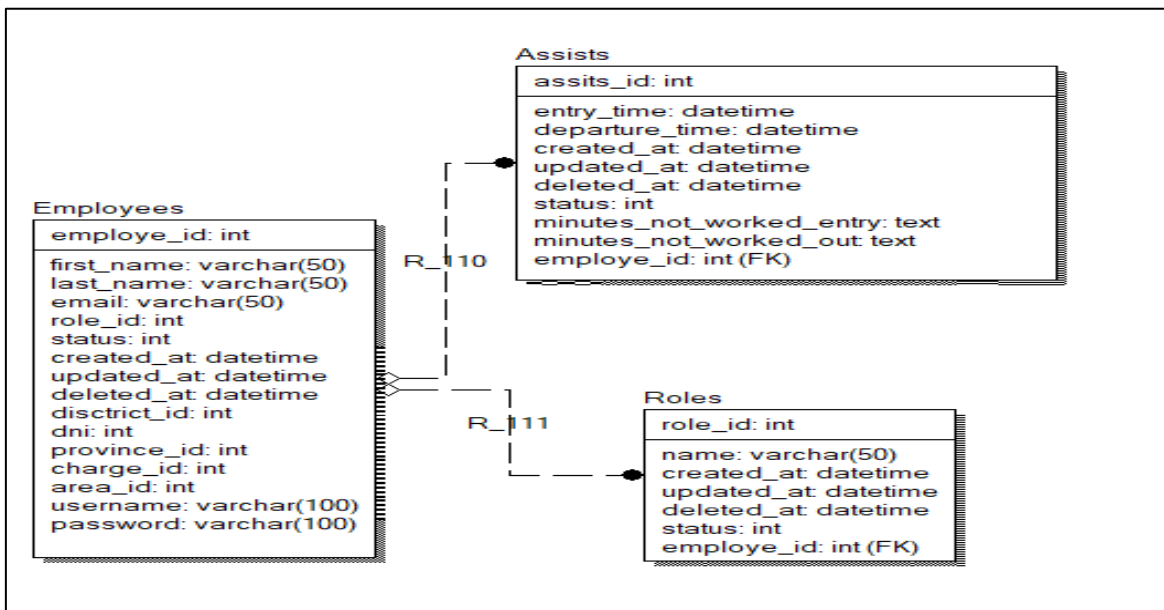 Assists
assits_id: int
entry_time: datetime
departure_time: datetime
created_at: datetime
updated_at: datetime
deleted_at: datetime
status: int
minutes_not_worked_entry: text
minutes_not_worked_out: text
employe_id: int (FK)
Employees
employe_id: int
first_name: varchar(50)
last_name: varchar(50)
email: varchar(50)
role_id: int
status: int
created_at: datetime
updated_at: datetime
deleted_at: datetime
disctrict_id: int
dni: int
province_id: int
charge_id: int
area_id: int
username: varchar(100)
password: varchar(100)
R_110
R_111
Roles
role_id: int
name: varchar(50)
created_at: datetime
updated_at: datetime
deleted_at: datetime
status: int
employe_id: int (FK)